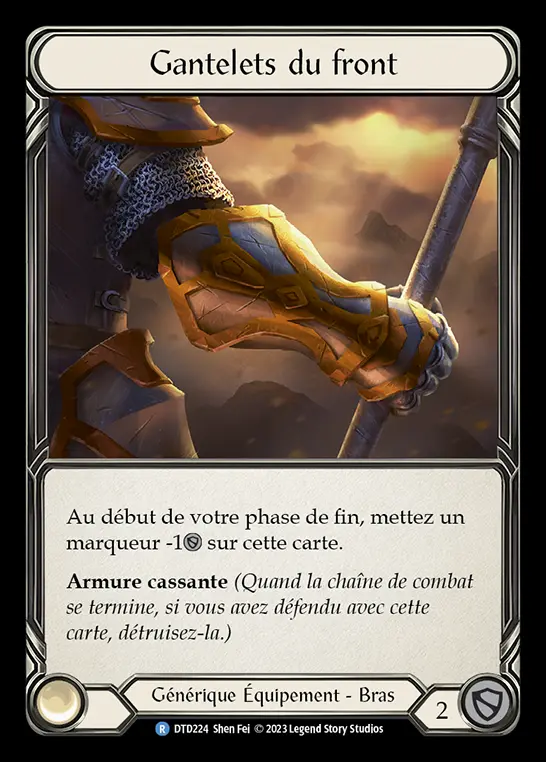 Gantelets du front
Au début de votre phase de fin, mettez un
marqueur -1 sur cette carte.
Armure cassante (Quand la chaîne de combat
se termine, si vous avez défendu avec cette
carte, détruisez-la.)
Générique Équipement - Bras
2
R DTD224 Shen Fei © 2023 Legend Story Studios